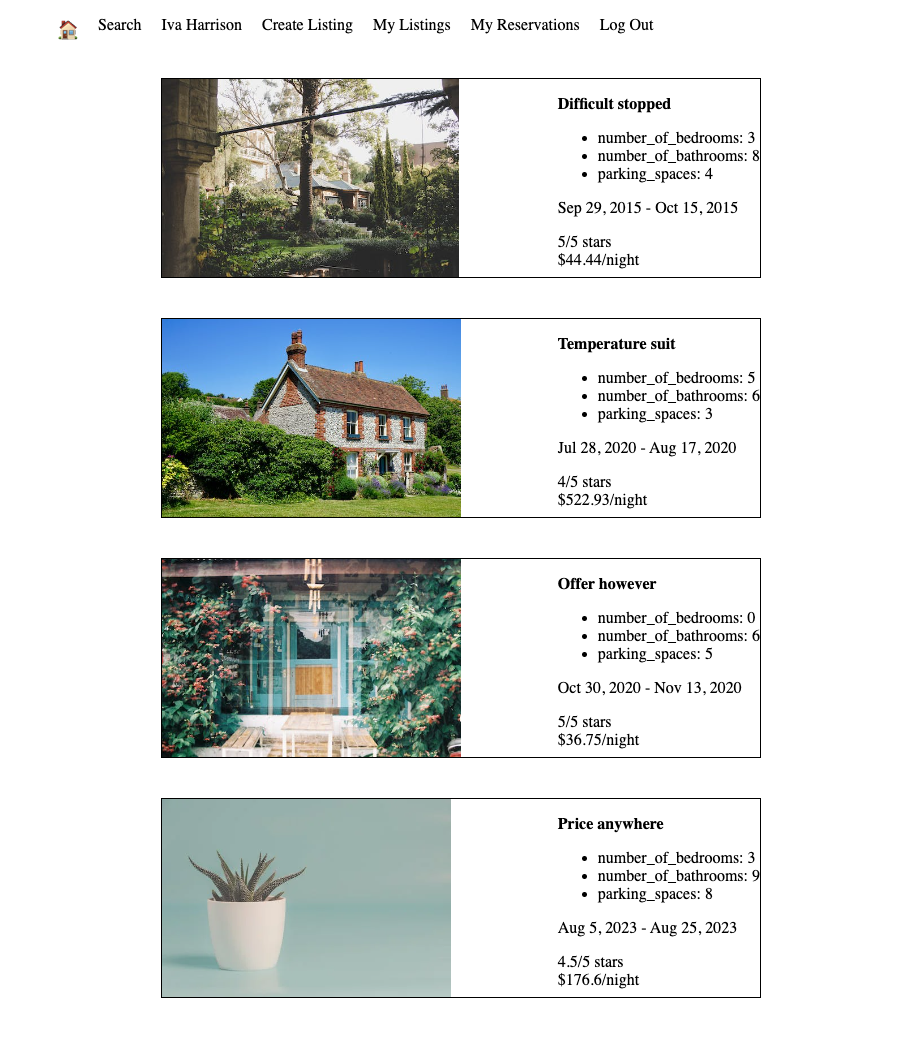 Search Iva Harrison Create Listing My Listings My Reservations Log Out
Difficult stopped
number_of_bedrooms: 3
number_of_bathrooms: 8
parking_spaces: 4
Sep 29, 2015 - Oct 15, 2015
5/5 stars
$44.44/night
Temperature suit
number_of_bedrooms: 5
number_of_bathrooms: 6
parking_spaces: 3
Jul 28, 2020 - Aug 17, 2020
4/5 stars
$522.93/night
Offer however
number_of_bedrooms: 0
number_of_bathrooms: 6
parking_spaces: 5
Oct 30, 2020 - Nov 13, 2020
5/5 stars
$36.75/night
Price anywhere
number_of_bedrooms: 3
number_of_bathrooms: 9
parking_spaces: 8
Aug 5, 2023 - Aug 25, 2023
4.5/5 stars
$176.6/night